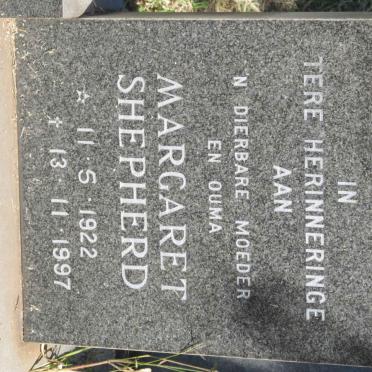 IN
TERE HERINNERINGE
AAN
N DIERBARE MOEDER
EN OUMA
MARGARET
SHEPHERD
☆ 11·5·1922
✝ 13·11·1997